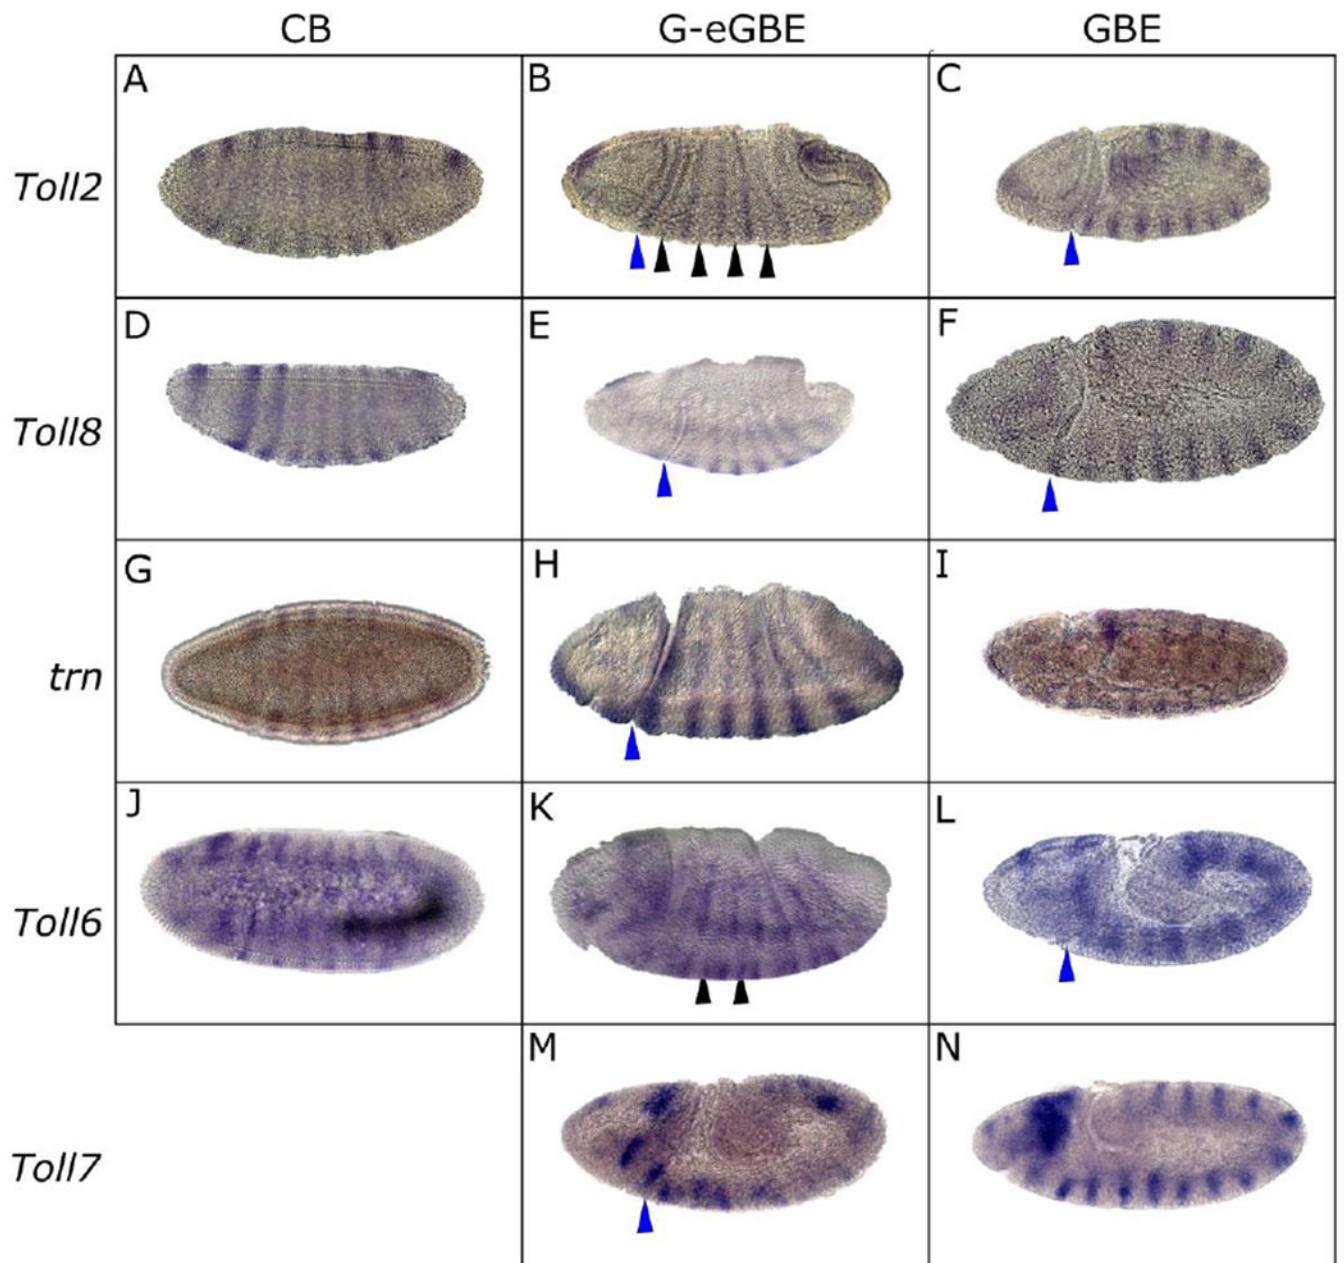 CB G-eGBE GBE
A B C
Toll2
D E F
Toll8
G H I
trn
J K L
Toll6
M N
Toll7